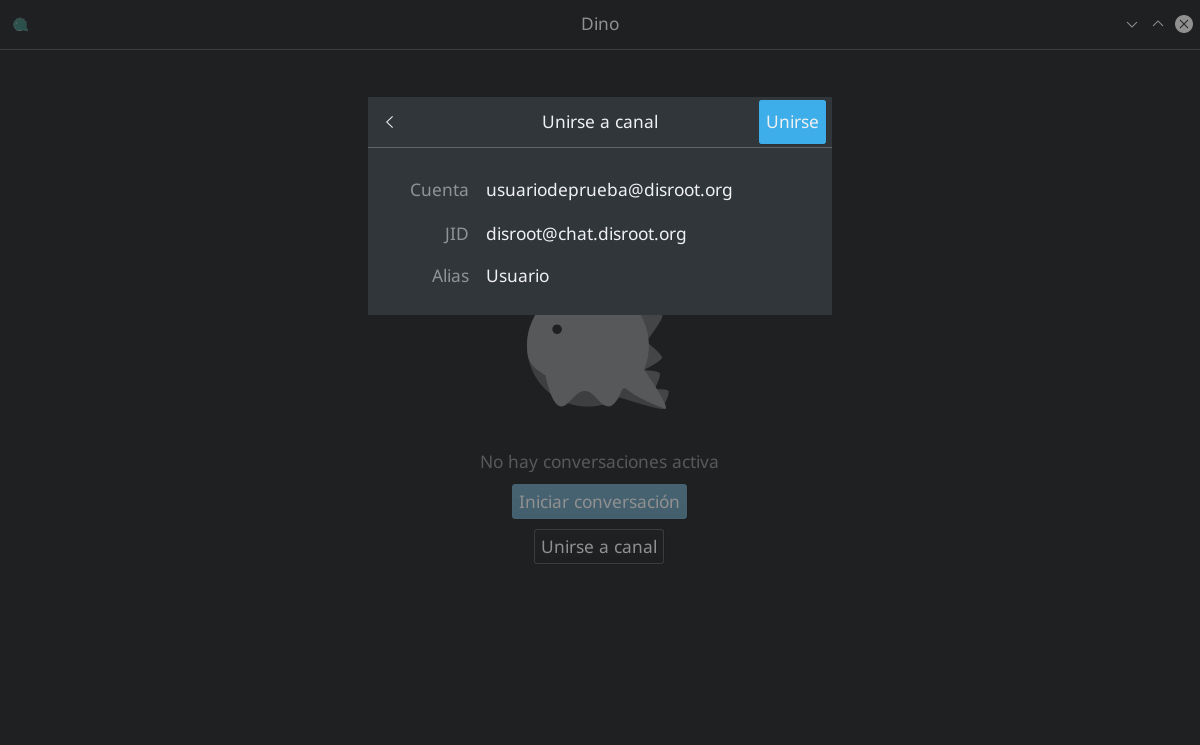 Dino
Unirse a canal
Unirse
Cuenta usuariodeprueba@disroot.org
JID disroot@chat.disroot.org
Alias Usuario
No hay conversaciones activa
Iniciar conversación
Unirse a canal